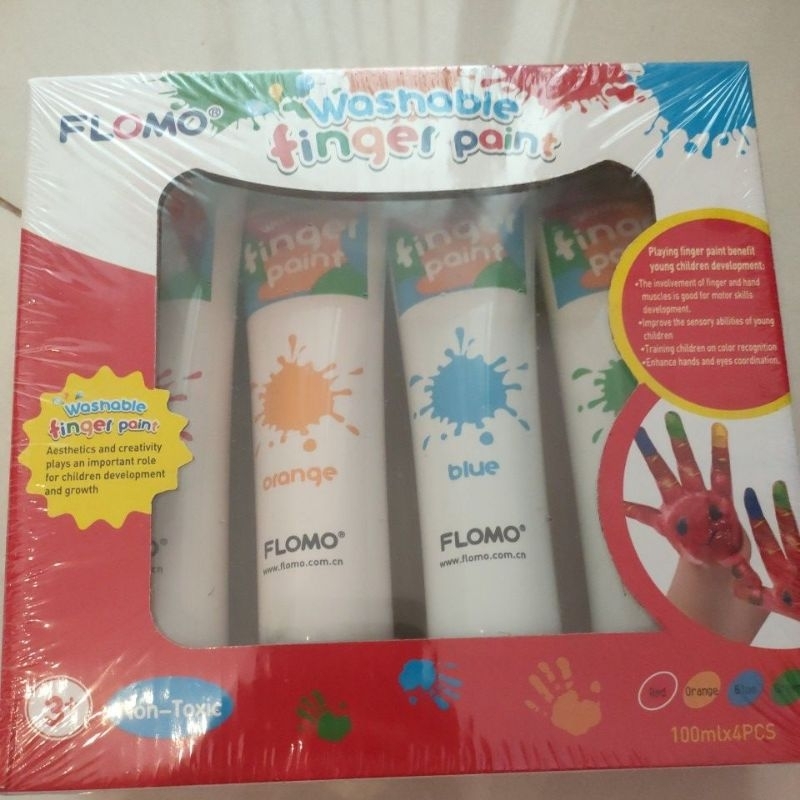 FLOMO®
Washable
finger paint
finger
paint
finger
paint
fing
pa
Playing finger paint benefit
young children development:
•The involvement of finger and hand
muscles is good for motor skills
development.
•Improve the sensory abilities of young
children
•Training children on color recognition
•Enhance hands and eyes coordination.
Washable
finger paint
Aesthetics and creativity
plays an important role
for children development
and growth
orange
blue
FLOMO®
www.flomo.com.cn
FLOMO®
www.flomo.com.cn
3+
Non-Toxic
Red
Orange
Blue
100mlx4PCS